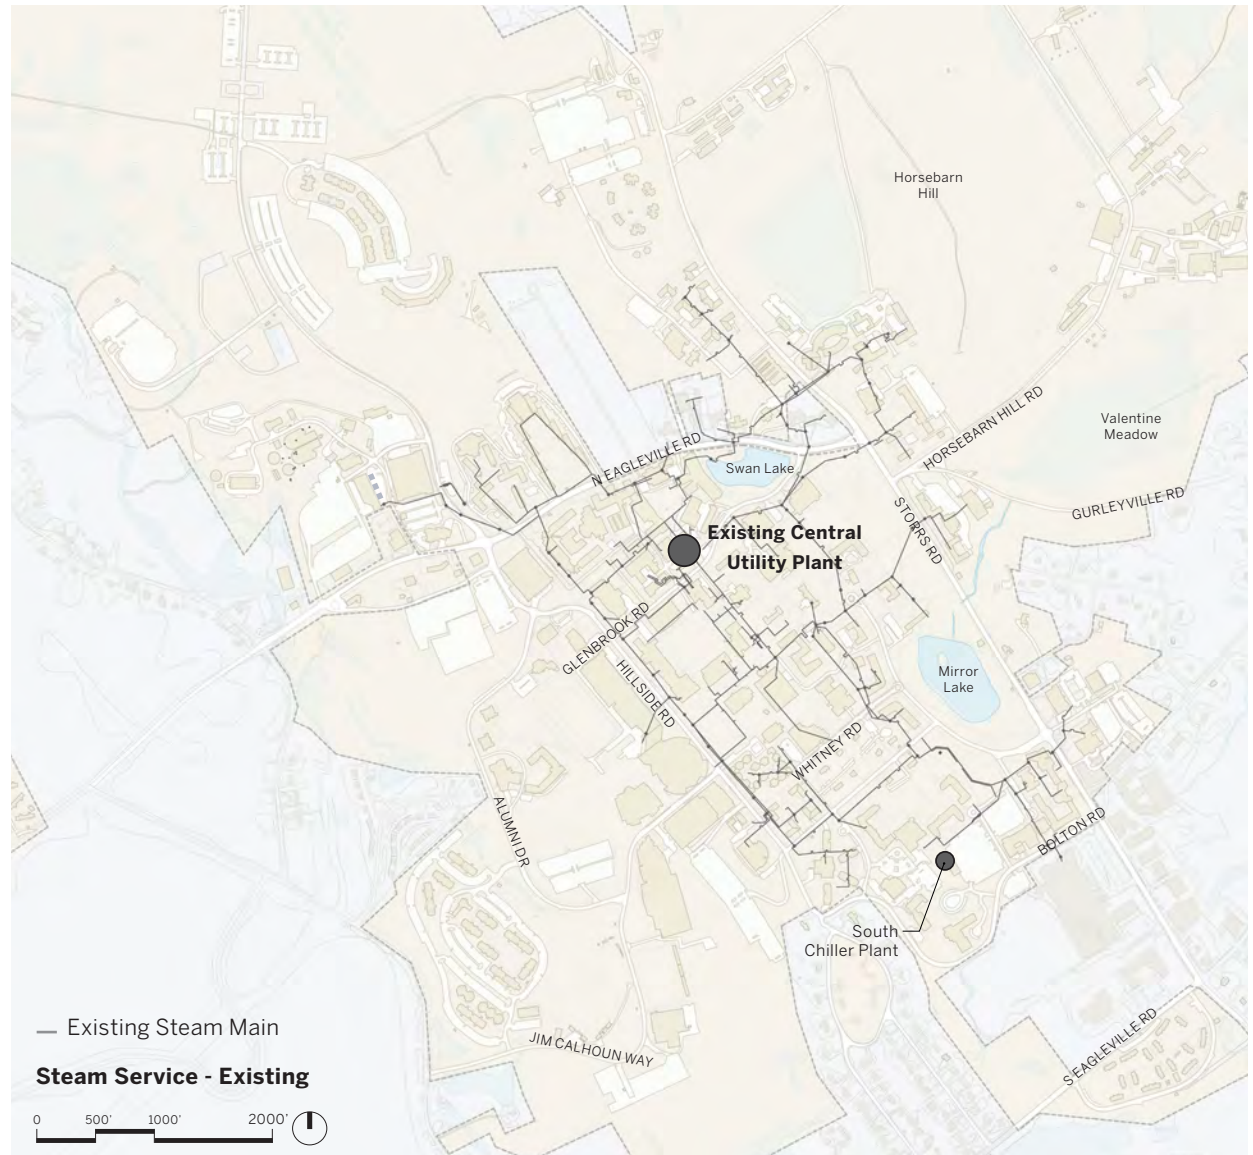 Horsebarn
Hill
HORSEBARN HILL RD
Valentine
Meadow
N EAGLEVILLE RD
Swan Lake
GURLEYVILLE RD
STORRS RD
Existing Central
Utility Plant
GLENBROOK RD
HILLSIDE RD
Mirror
Lake
WHITNEY RD
ALUMNI DR
BOLTON RD
South
Chiller Plant
Existing Steam Main
JIM CALHOUN WAY
S EAGLEVILLE RD
Steam Service - Existing
0 500' 1000' 2000'